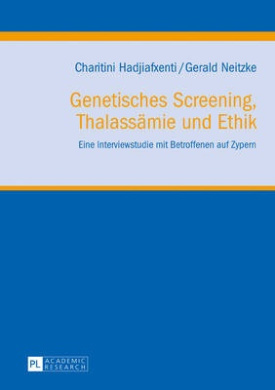 Charitini Hadjiafxenti/Gerald Neitzke
Genetisches Screening,
Thalassämie und Ethik
Eine Interviewstudie mit Betroffenen auf Zypern
PL
ACADEMIC
RESEARCH